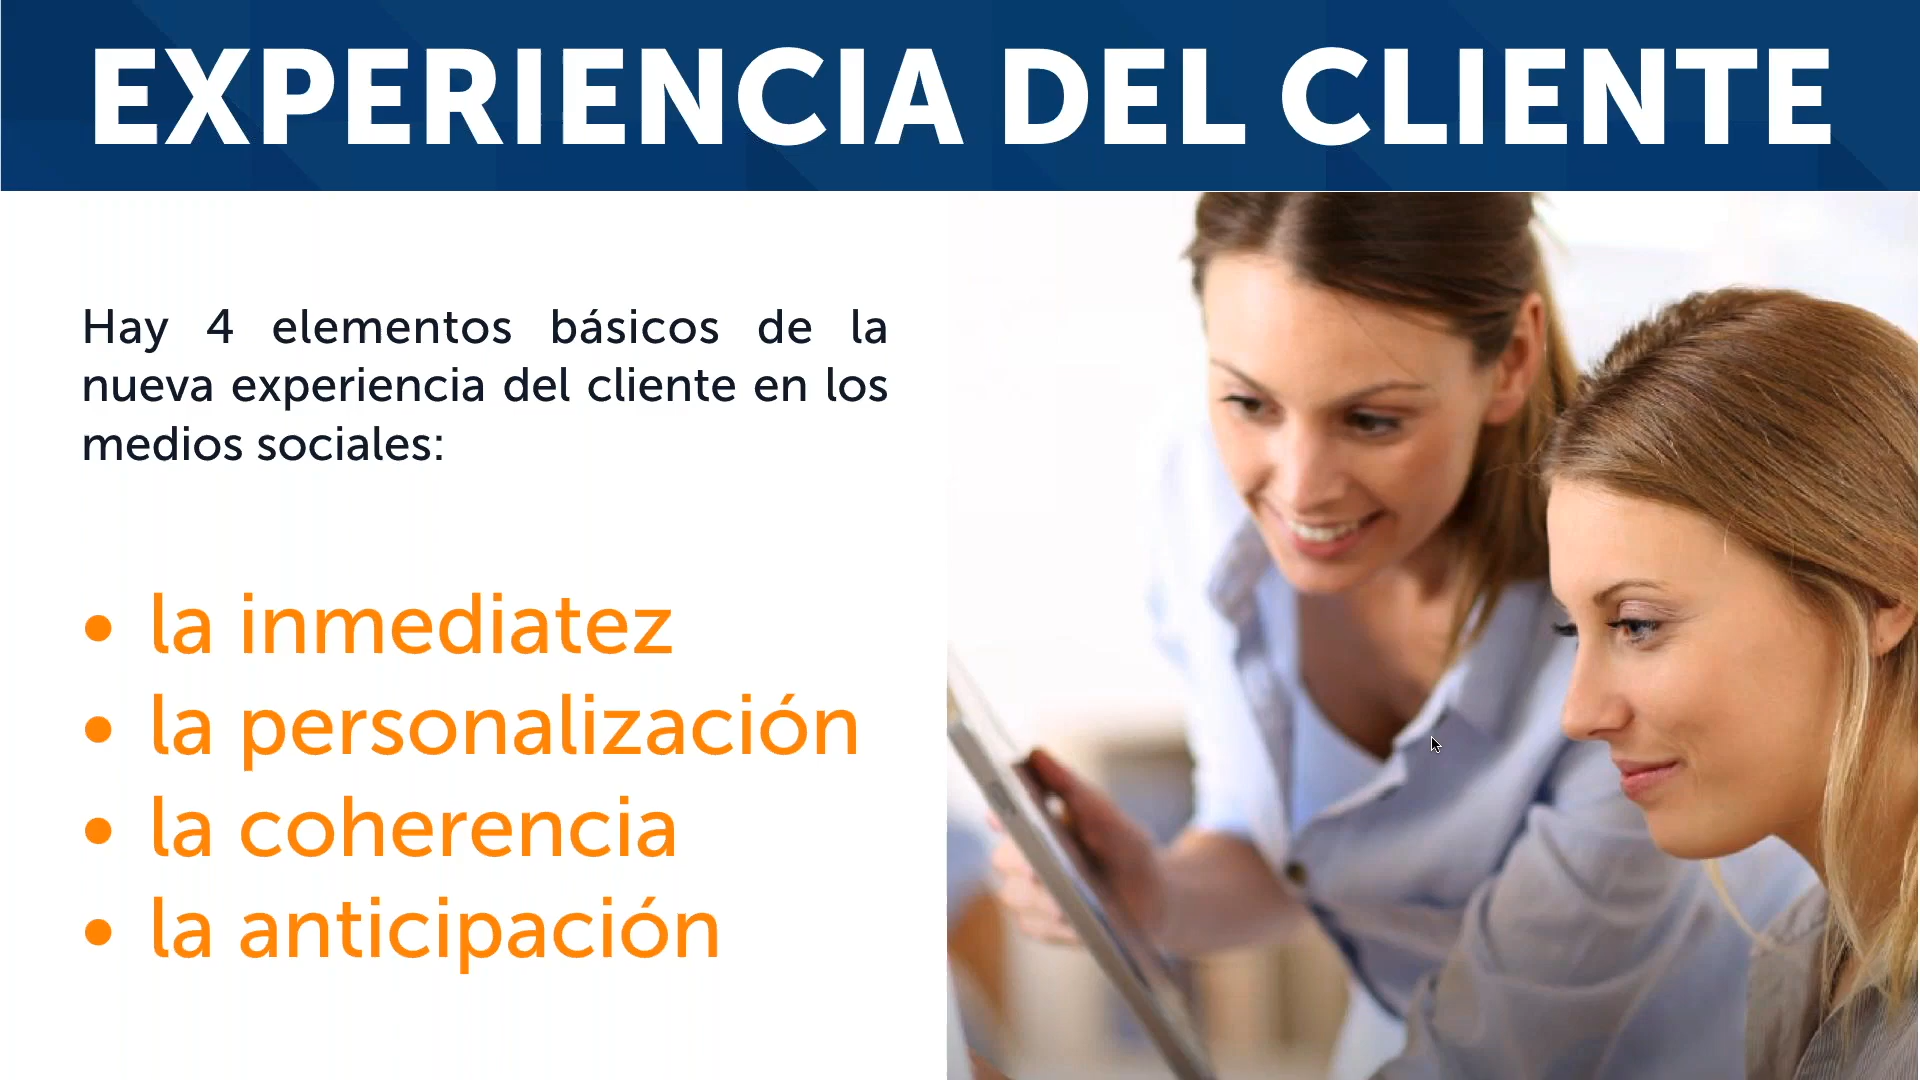 EXPERIENCIA DEL CLIENTE
Hay 4 elementos básicos de la
nueva experiencia del cliente en los
medios sociales:
• la inmediatez
• la personalización
• la coherencia
• la anticipación